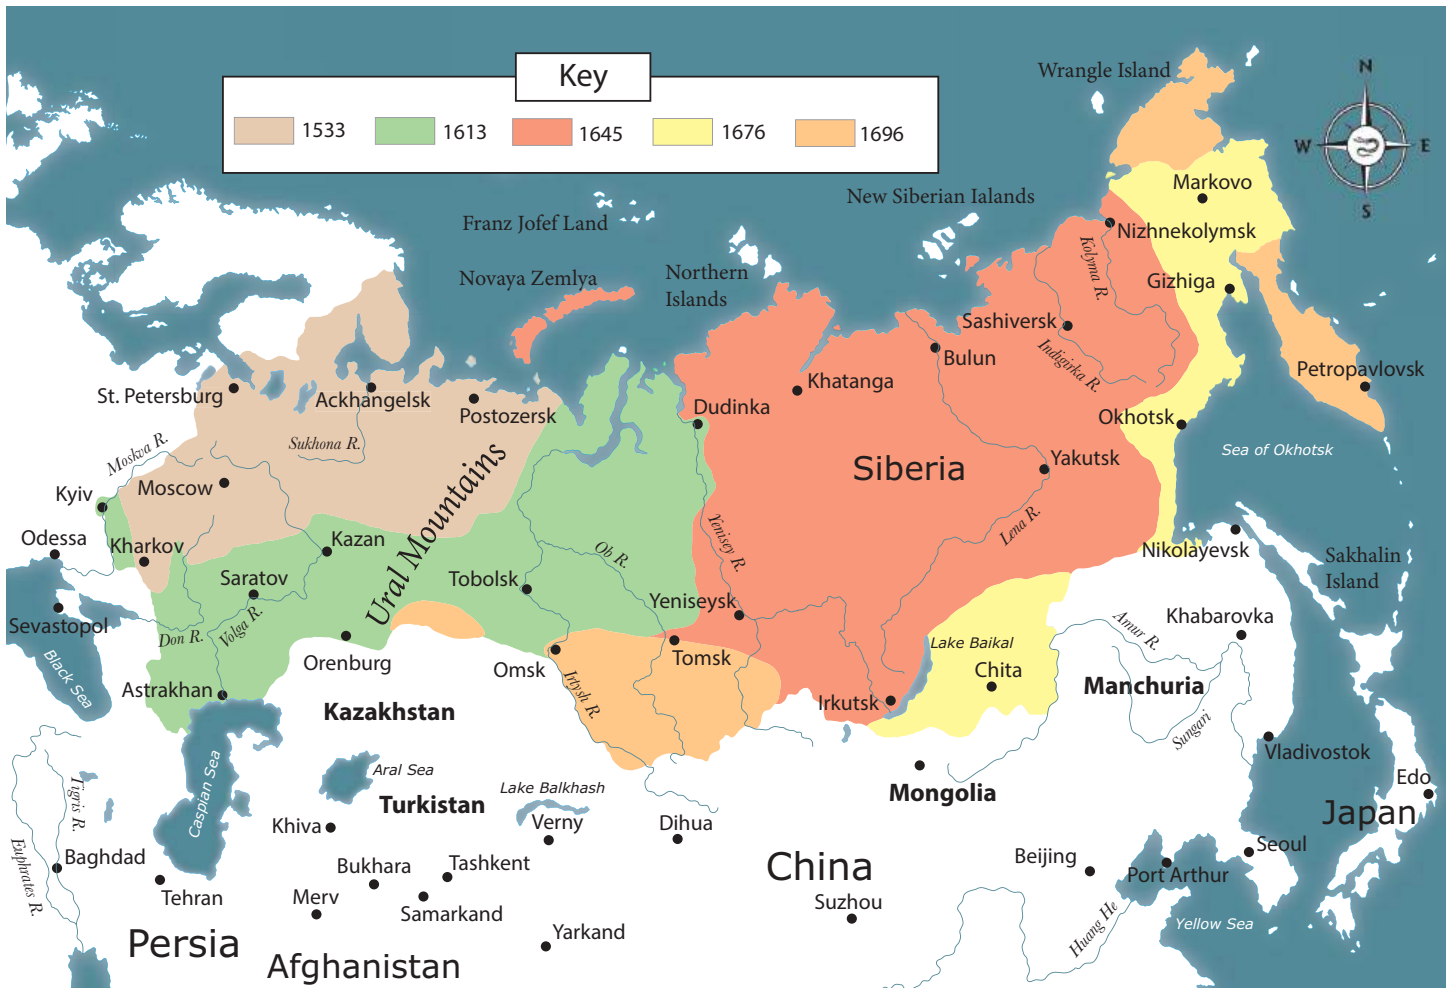 Key
1533
1613
1645
1676
1696
N
W
E
S
Wrangle Island
Markovo
New Siberian Ialands
Franz Jofef Land
Nizhnekolymsk
Kolyma R.
Northern
Islands
Novaya Zemlya
Gizhiga
Sashiversk
Indigirka R.
Bulun
Petropavlovsk
Khatanga
St. Petersburg
Ackhangelsk
Postozersk
Dudinka
Okhotsk
Sukhona R.
Moskva R.
Sea of Okhotsk
Siberia
Yakutsk
Moscow
Kyiv
Ural Mountains
Yenisey R.
Lena R.
Odessa
Kharkov
Kazan
Ob R.
Nikolayevsk
Sakhalin
Island
Saratov
Tobolsk
Yeniseysk
Sevastopol
Don R.
Volga R.
Khabarovka
Amur R.
Lake Baikal
Black Sea
Orenburg
Omsk
Tomsk
Chita
Manchuria
Astrakhan
Irtysh R.
Irkutsk
Kazakhstan
Sungari
Vladivostok
Caspian Sea
Aral Sea
Lake Balkhash
Mongolia
Edo
Japan
Tigris R.
Turkistan
Khiva
Verny
Dihua
Euphrates R.
Baghdad
Bukhara
Tashkent
China
Beijing
Port Arthur
Seoul
Tehran
Merv
Samarkand
Suzhou
Huang He
Yellow Sea
Persia
Yarkand
Afghanistan